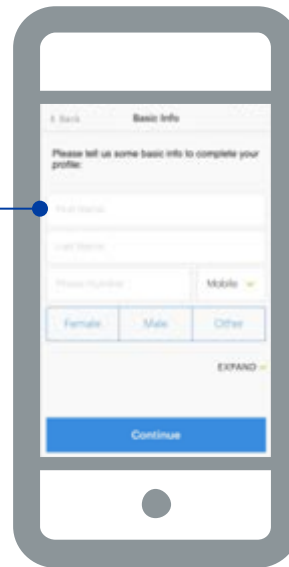 < Back Basic Info
Please tell us some basic info to complete your
profile:
First Name
Last Name
Phone Number Mobile
Female Male Other
EXPAND
Continue